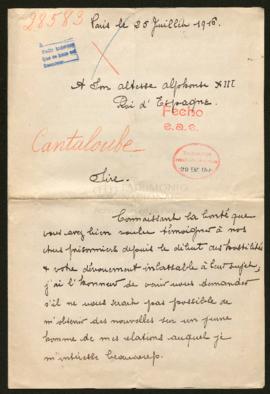 28583
Paris le 25 Juillet 1916.
A Son altesse Alphonse XIII
Roi d'Espagne.
Fecho
e.a.e.
Cantaloube
Sire.
Connaissant la bonté que
vous avez bien voulu témoigner à nos
chers prisonniers depuis le début des hostilités
& votre dévouement inlassable à leur sujet,
j'ai l'honneur de venir vous demander
s'il ne vous serait pas possible de
m'obtenir des nouvelles sur un jeune
homme de mes relations auquel je
m'intéresse beaucoup.